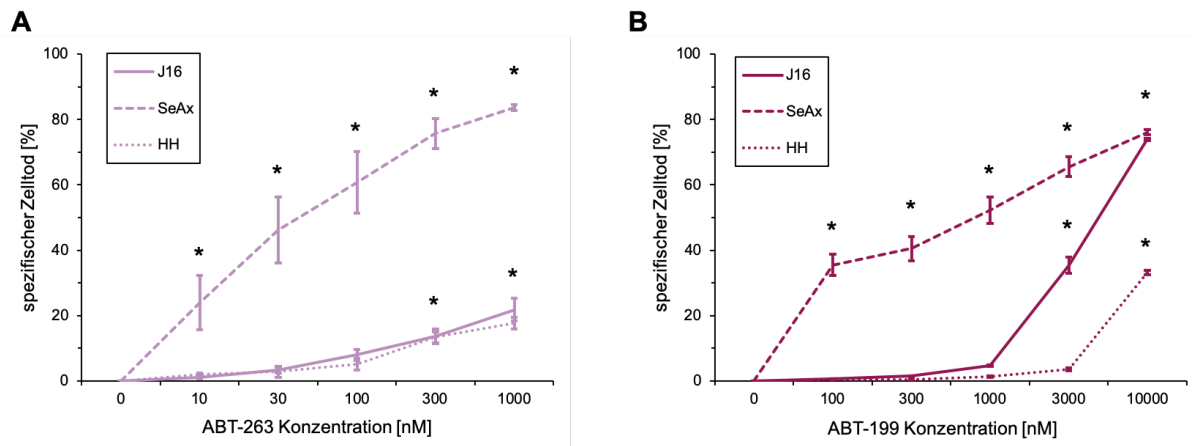 A
spezifischer Zelltod [%]
100
80
60
40
20
0
J16
SeAx
HH
*
*
*
*
*
*
*
0 10 30 100 300 1000
ABT-263 Konzentration [nM]
B
spezifischer Zelltod [%]
100
80
60
40
20
0
J16
SeAx
HH
*
*
*
*
*
*
*
0 100 300 1000 3000 10000
ABT-199 Konzentration [nM]